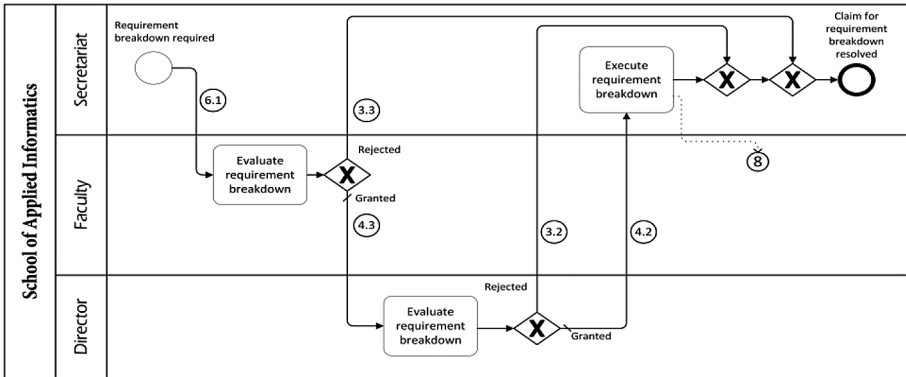 School of Applied Informatics
Secretariat
Faculty
Director
Requirement
breakdown required
6.1
3.3
Execute
requirement
breakdown
X
X
Claim for
requirement
breakdown
resolved
8
Evaluate
requirement
breakdown
X
Rejected
Granted
4.3
3.2
4.2
Evaluate
requirement
breakdown
Rejected
X
Granted